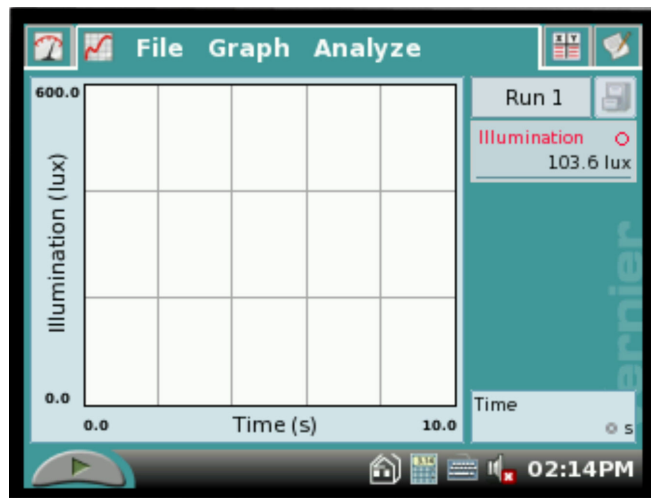 File Graph Analyze
600.0
Illumination (lux)
0.0
0.0
Time (s)
10.0
Run 1
Illumination
103.6 lux
Time
s
ernier
X Y
02:14PM